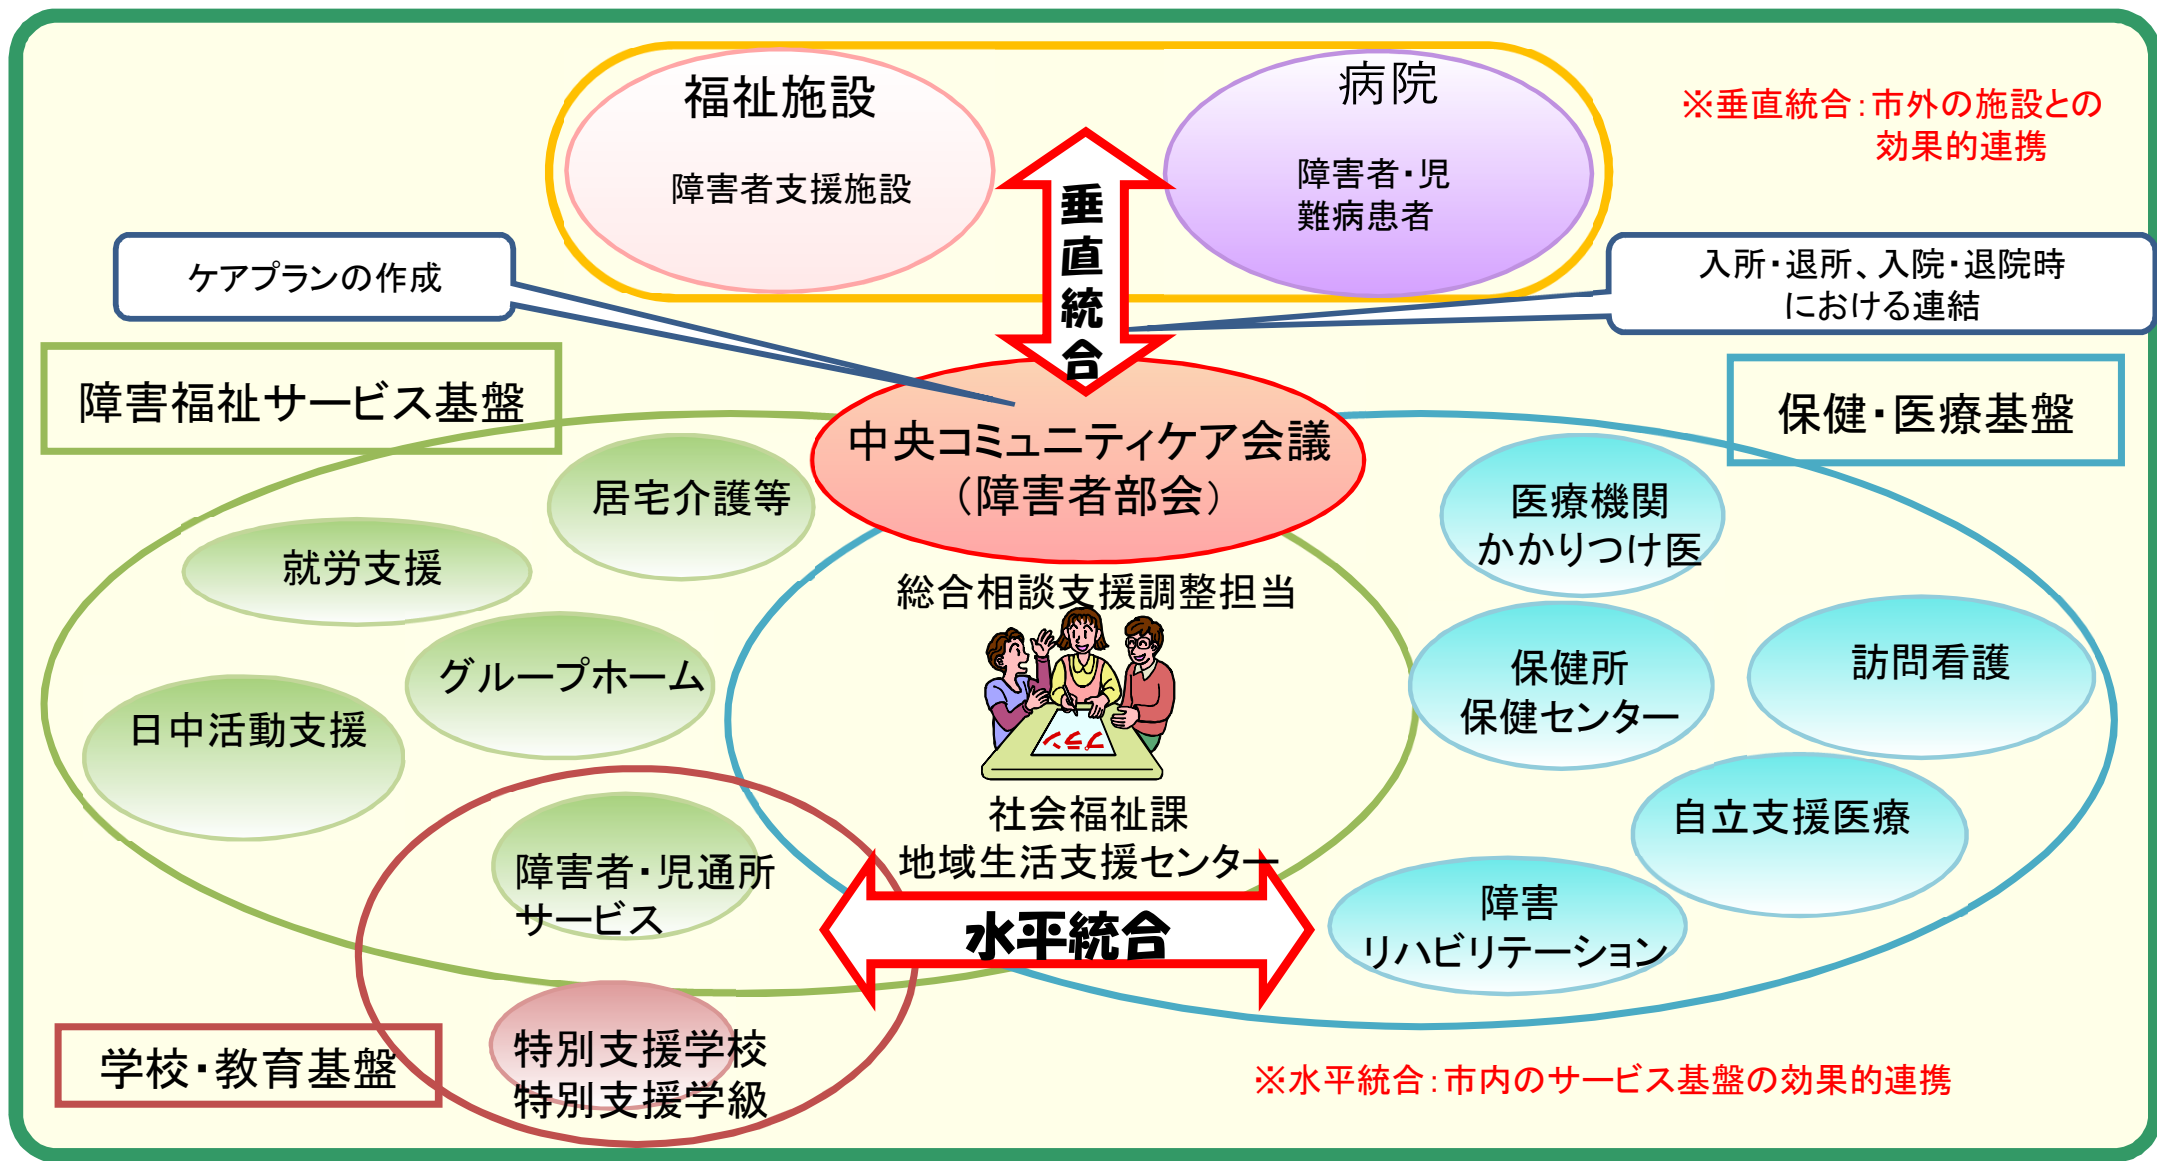 福祉施設
障害者支援施設
病院
障害者・児
難病患者
※垂直統合：市外の施設との
効果的連携
垂直統合
ケアプランの作成
入所・退所、入院・退院時
における連結
障害福祉サービス基盤
保健・医療基盤
中央コミュニティケア会議
（障害者部会）
居宅介護等
就労支援
グループホーム
日中活動支援
障害者・児通所
サービス
総合相談支援調整担当
プラン
社会福祉課
地域生活支援センター
医療機関
かかりつけ医
保健所
保健センター
訪問看護
自立支援医療
障害
リハビリテーション
水平統合
学校・教育基盤
特別支援学校
特別支援学級
※水平統合：市内のサービス基盤の効果的連携